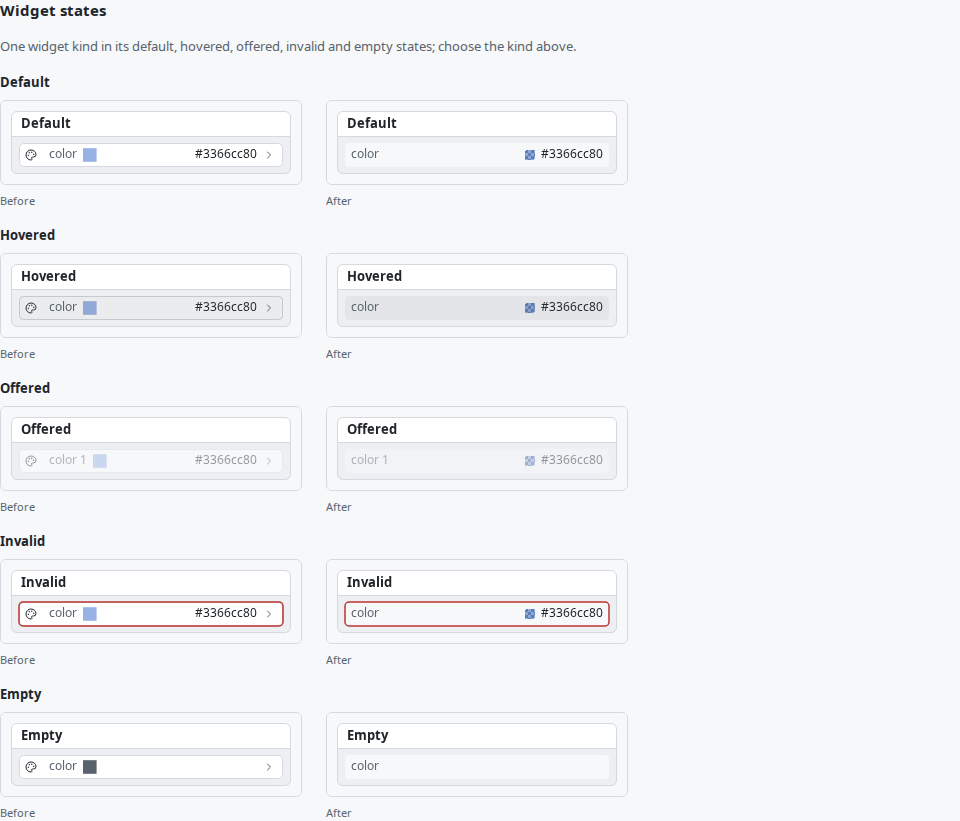 Widget states
One widget kind in its default, hovered, offered, invalid and empty states; choose the kind above.
Default
Default
color #3366cc80
Default
color #3366cc80
Before
After
Hovered
Hovered
color #3366cc80
Hovered
color #3366cc80
Before
After
Offered
Offered
color 1 #3366cc80
Offered
color 1 #3366cc80
Before
After
Invalid
Invalid
color #3366cc80
Invalid
color #3366cc80
Before
After
Empty
Empty
color
Empty
color
Before
After